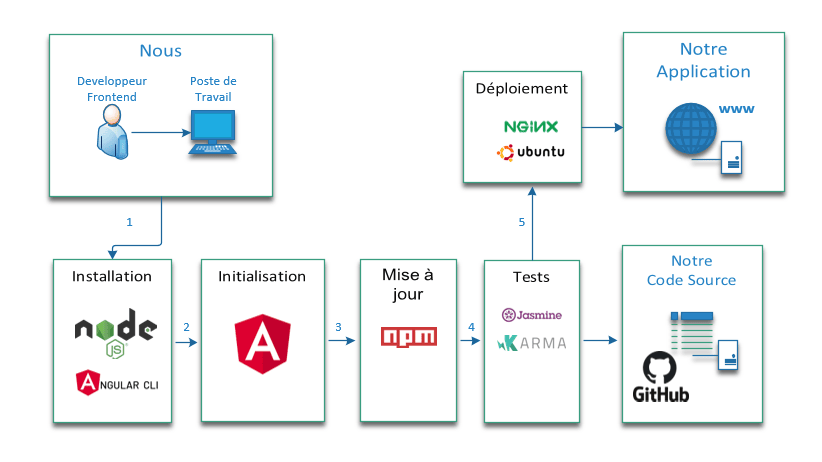 Nous
Developpeur
Frontend
Poste de
Travail
1
Installation
node
JS
ANGULAR CLI
2
Initialisation
A
3
Mise à
jour
npm
4
Tests
Jasmine
KARMA
5
Déploiement
NGINX
ubuntu
Notre
Application
www
Notre
Code Source
GitHub